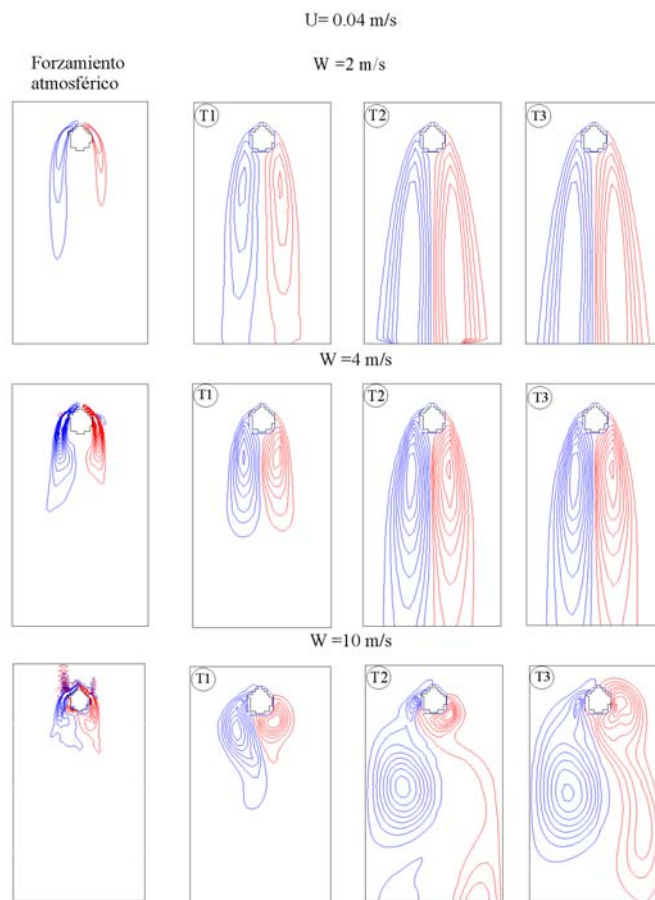 U= 0.04 m/s
Forzamiento
atmosférico
W =2 m/s
T1
T2
T3
W =4 m/s
T1
T2
T3
W =10 m/s
T1
T2
T3